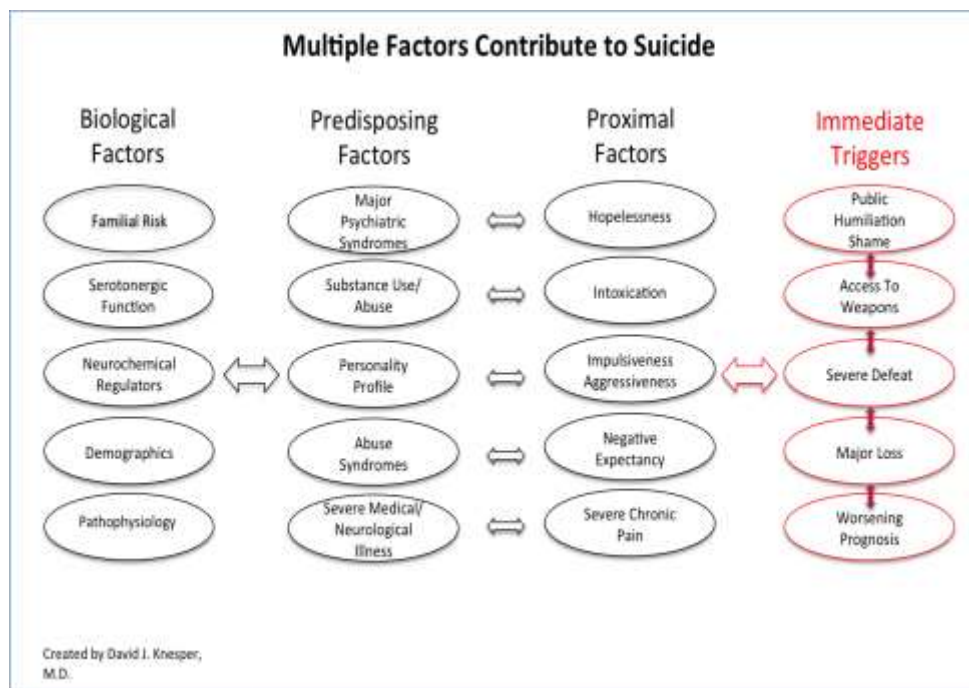 Multiple Factors Contribute to Suicide
Biological
Factors
Predisposing
Factors
Proximal
Factors
Immediate
Triggers
Familial Risk
Major
Psychiatric
Syndromes
Hopelessness
Public
Humiliation
Shame
Serotonergic
Function
Substance Use/
Abuse
Intoxication
Access To
Weapons
Neurochemical
Regulators
Personality
Profile
Impulsiveness
Aggressiveness
Severe Defeat
Demographics
Abuse
Syndromes
Negative
Expectancy
Major Loss
Pathophysiology
Severe Medical/
Neurological
Illness
Severe Chronic
Pain
Worsening
Prognosis
Created by David J. Knesper,
M.D.